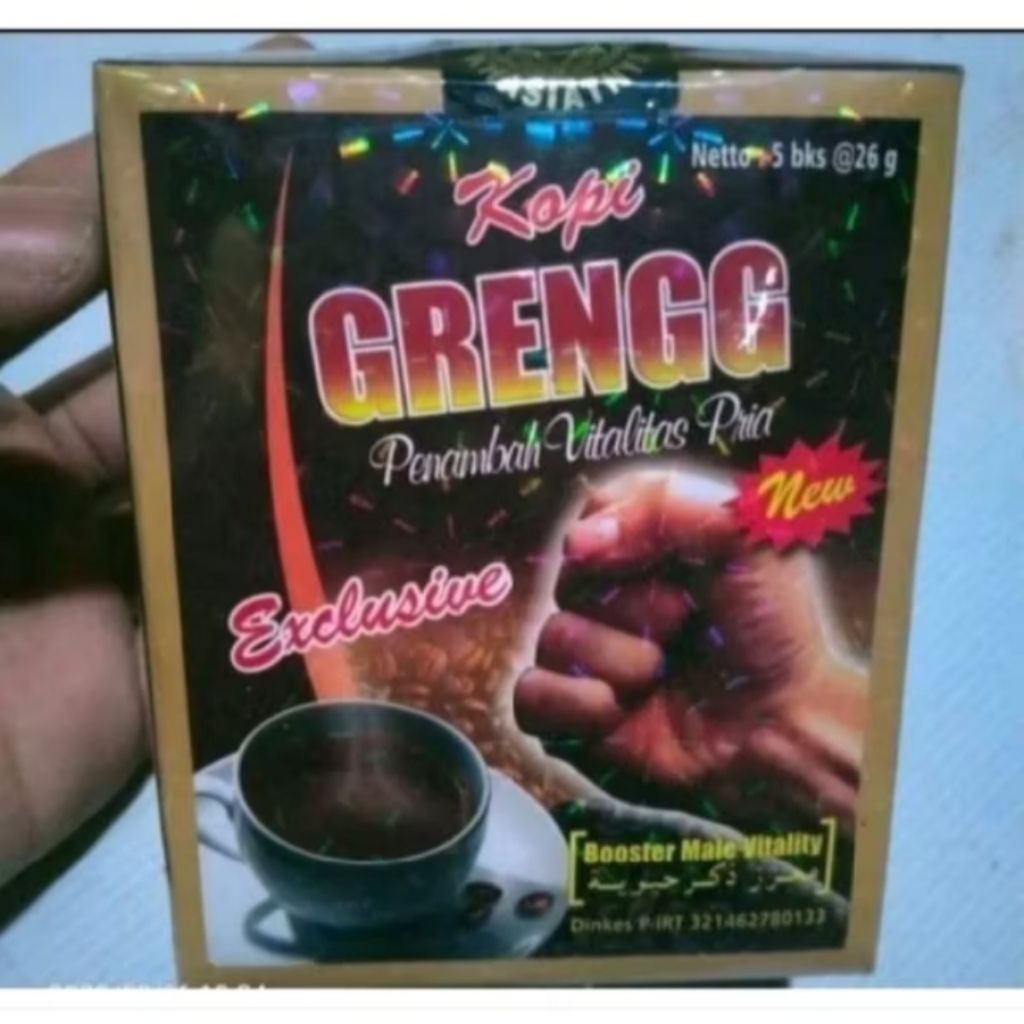 Netto : 5 bks @26 g
Kopi
GRENGG
Penambah Vitalitas Pria
New
Exclusive
Booster Male Vitality
Dinkes P-IRT 321462780133